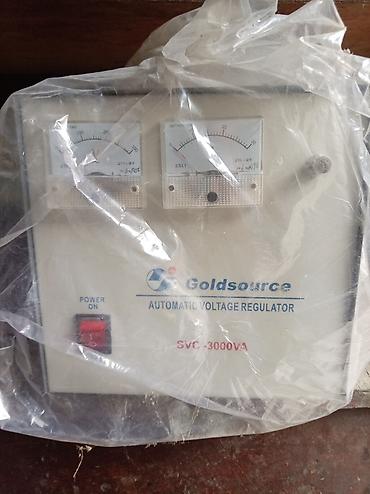 Goldsource
AUTOMATIC VOLTAGE REGULATOR
POWER
ON
SVC -3000VA